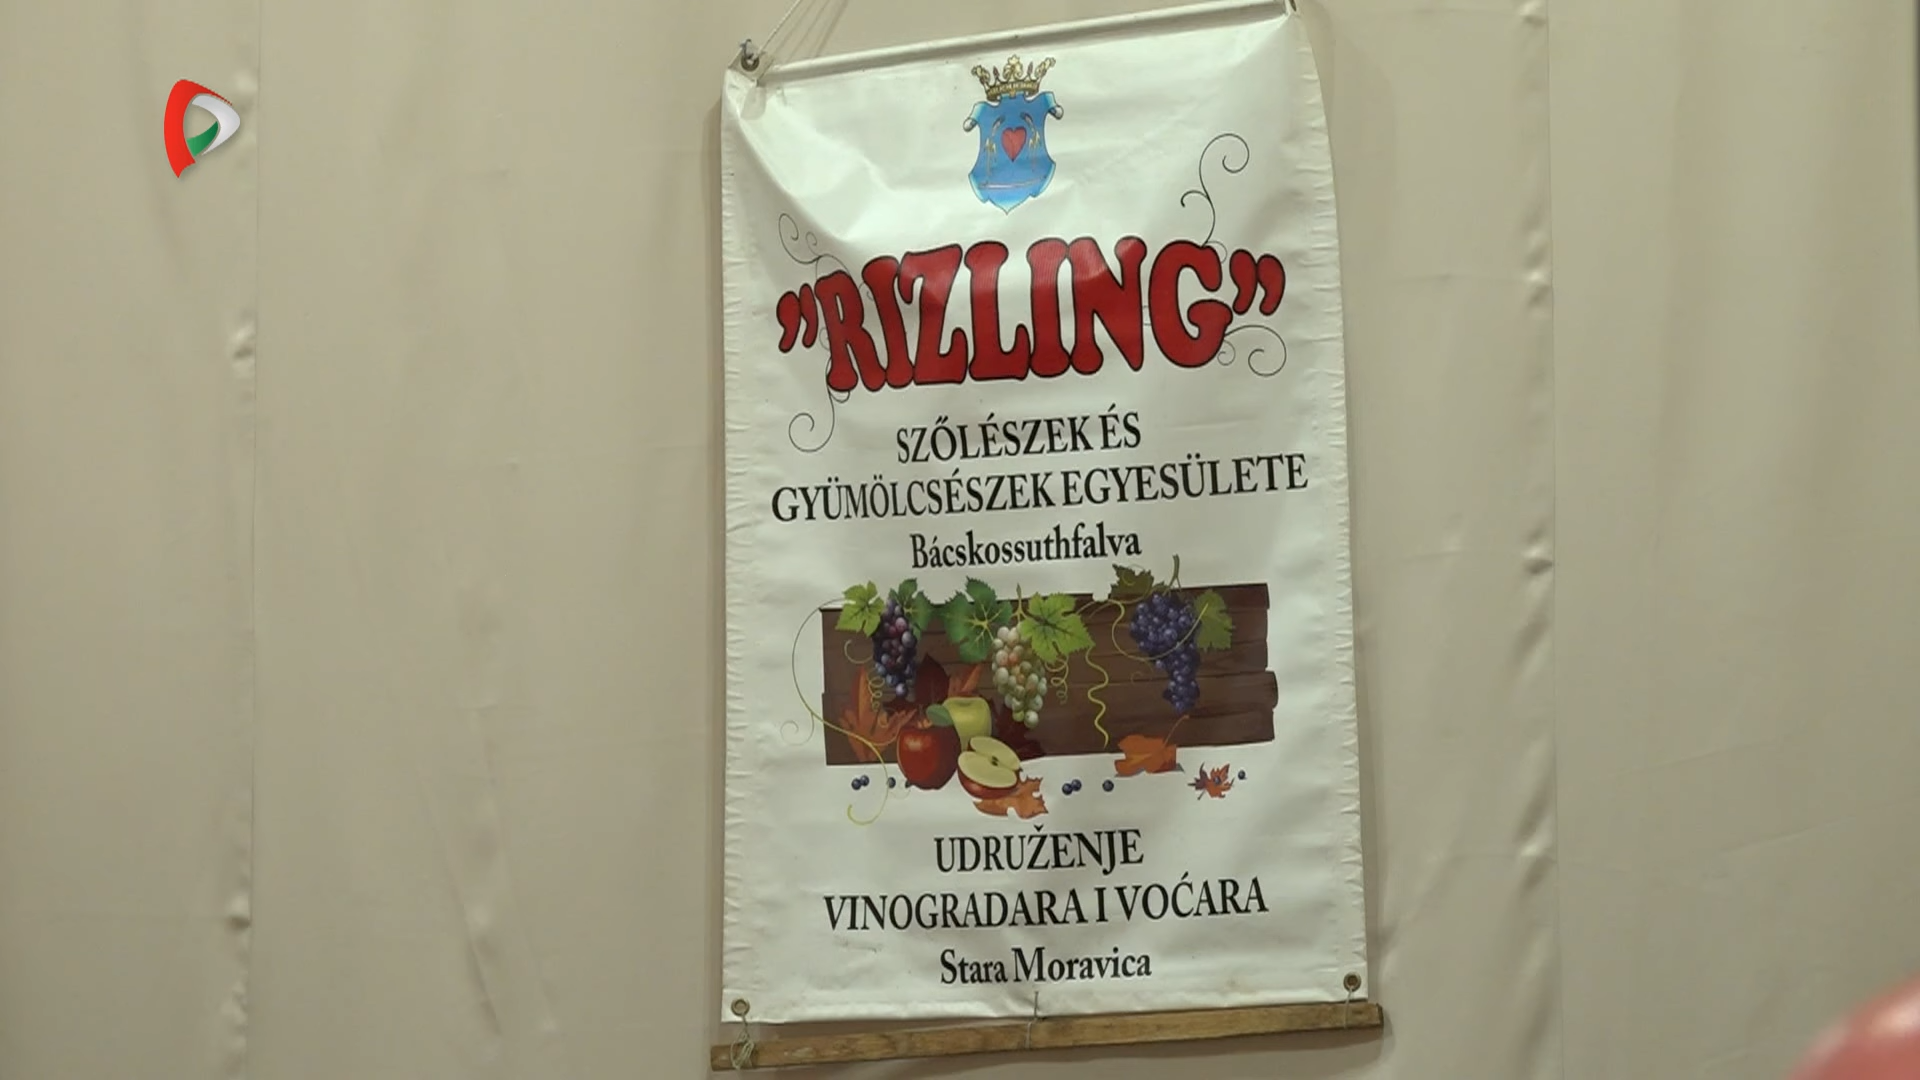 "RIZLING"
SZŐLÉSZEK ÉS
GYÜMÖLCSÉSZEK EGYESÜLETE
Bácskossuthfalva
UDRUŽENJE
VINOGRADARA I VOĆARA
Stara Moravica